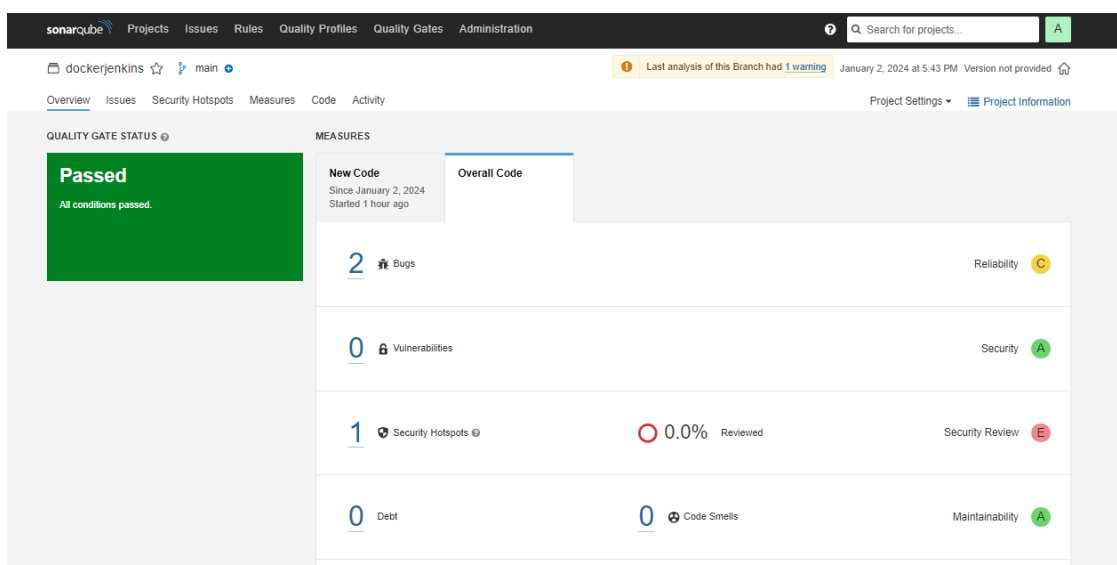 sonarqube Projects Issues Rules Quality Profiles Quality Gates Administration ? Search for projects... A
dockerjenkins main Last analysis of this Branch had 1 warning January 2, 2024 at 5:43 PM Version not provided
Overview Issues Security Hotspots Measures Code Activity Project Settings Project Information
QUALITY GATE STATUS ? MEASURES
Passed
All conditions passed.
New Code
Since January 2, 2024
Started 1 hour ago
Overall Code
2 Bugs Reliability C
0 Vulnerabilities Security A
1 Security Hotspots ? 0.0% Reviewed Security Review E
0 Debt 0 Code Smells Maintainability A